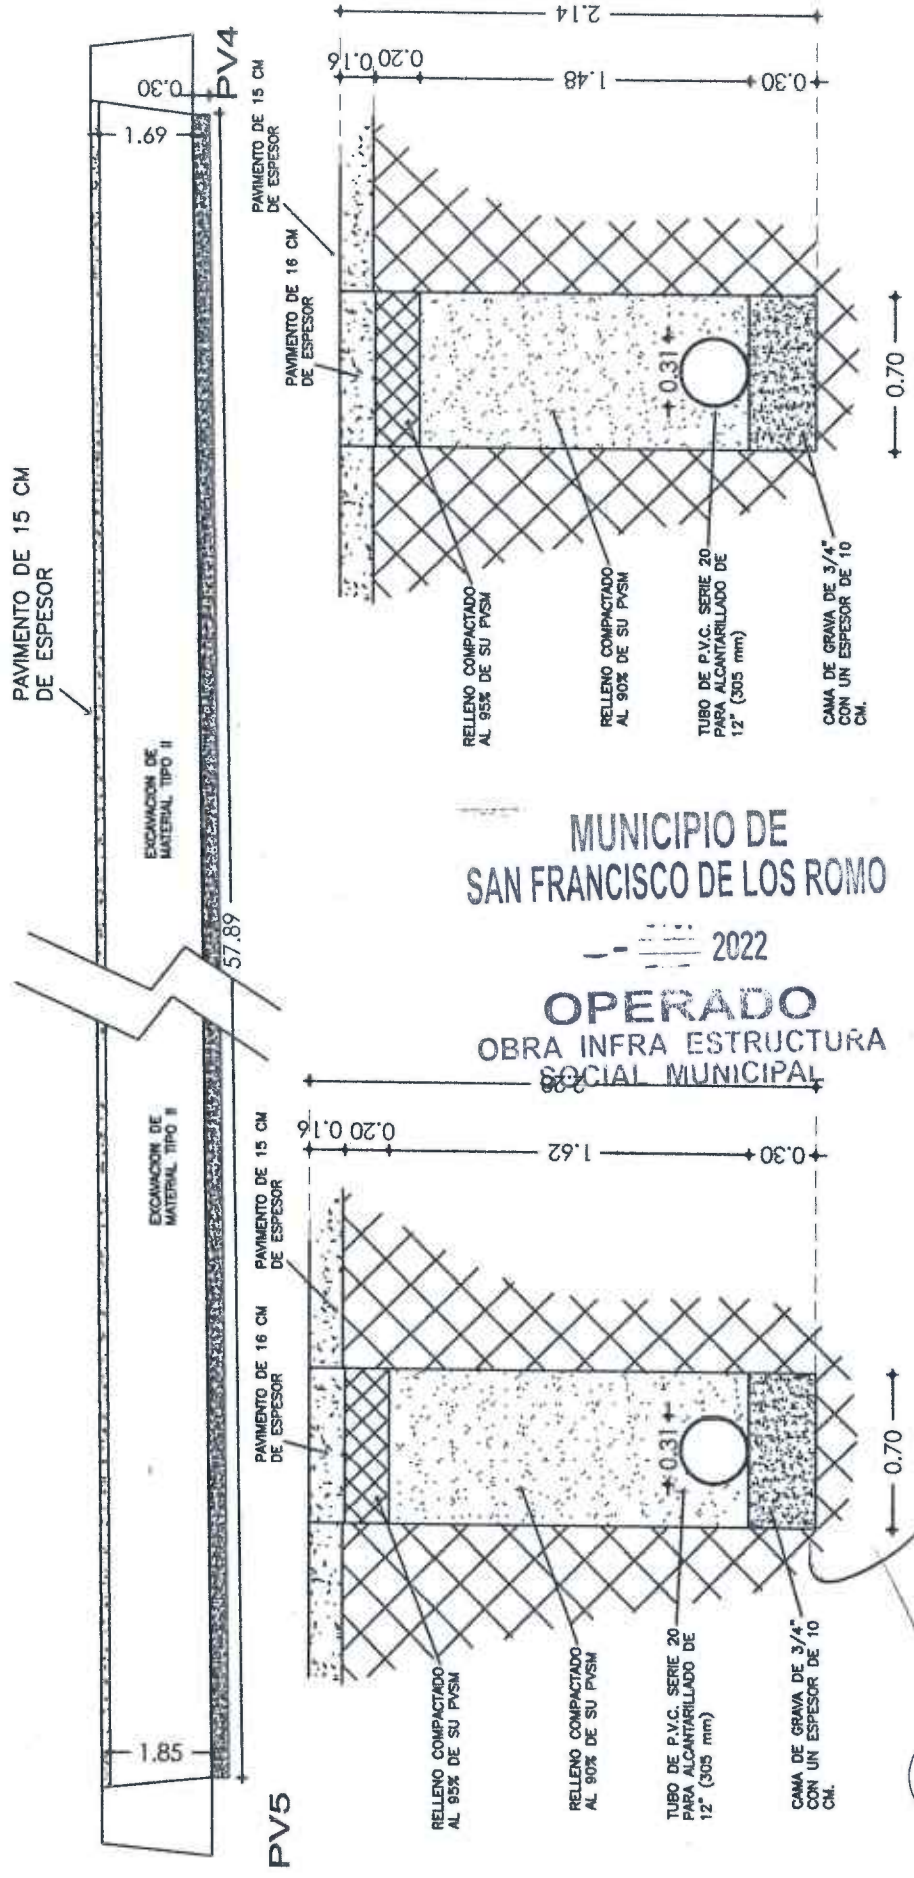 PAVIMENTO DE 15 CM
DE ESPESOR
EXCAVACION DE
MATERIAL TIPO II
EXCAVACION DE
MATERIAL TIPO II
1.85
1.69
0.30
57.89
PV5
PV4
PAVIMENTO DE 16 CM
DE ESPESOR
PAVIMENTO DE 15 CM
DE ESPESOR
RELLENO COMPACTADO
AL 95% DE SU PVSM
RELLENO COMPACTADO
AL 90% DE SU PVSM
TUBO DE P.V.C. SERIE 20
PARA ALCANTARILLADO DE
12" (305 mm)
CAMA DE GRAVA DE 3/4"
CON UN ESPESOR DE 10
CM.
0.31
0.70
0.16
0.20
1.62
0.30
2.28
MUNICIPIO DE
SAN FRANCISCO DE LOS ROMO
2022
OPERADO
OBRA INFRA ESTRUCTURA
SOCIAL MUNICIPAL
PAVIMENTO DE 16 CM
DE ESPESOR
PAVIMENTO DE 15 CM
DE ESPESOR
RELLENO COMPACTADO
AL 95% DE SU PVSM
RELLENO COMPACTADO
AL 90% DE SU PVSM
TUBO DE P.V.C. SERIE 20
PARA ALCANTARILLADO DE
12" (305 mm)
CAMA DE GRAVA DE 3/4"
CON UN ESPESOR DE 10
CM.
0.31
0.70
0.16
0.20
1.48
0.30
2.14